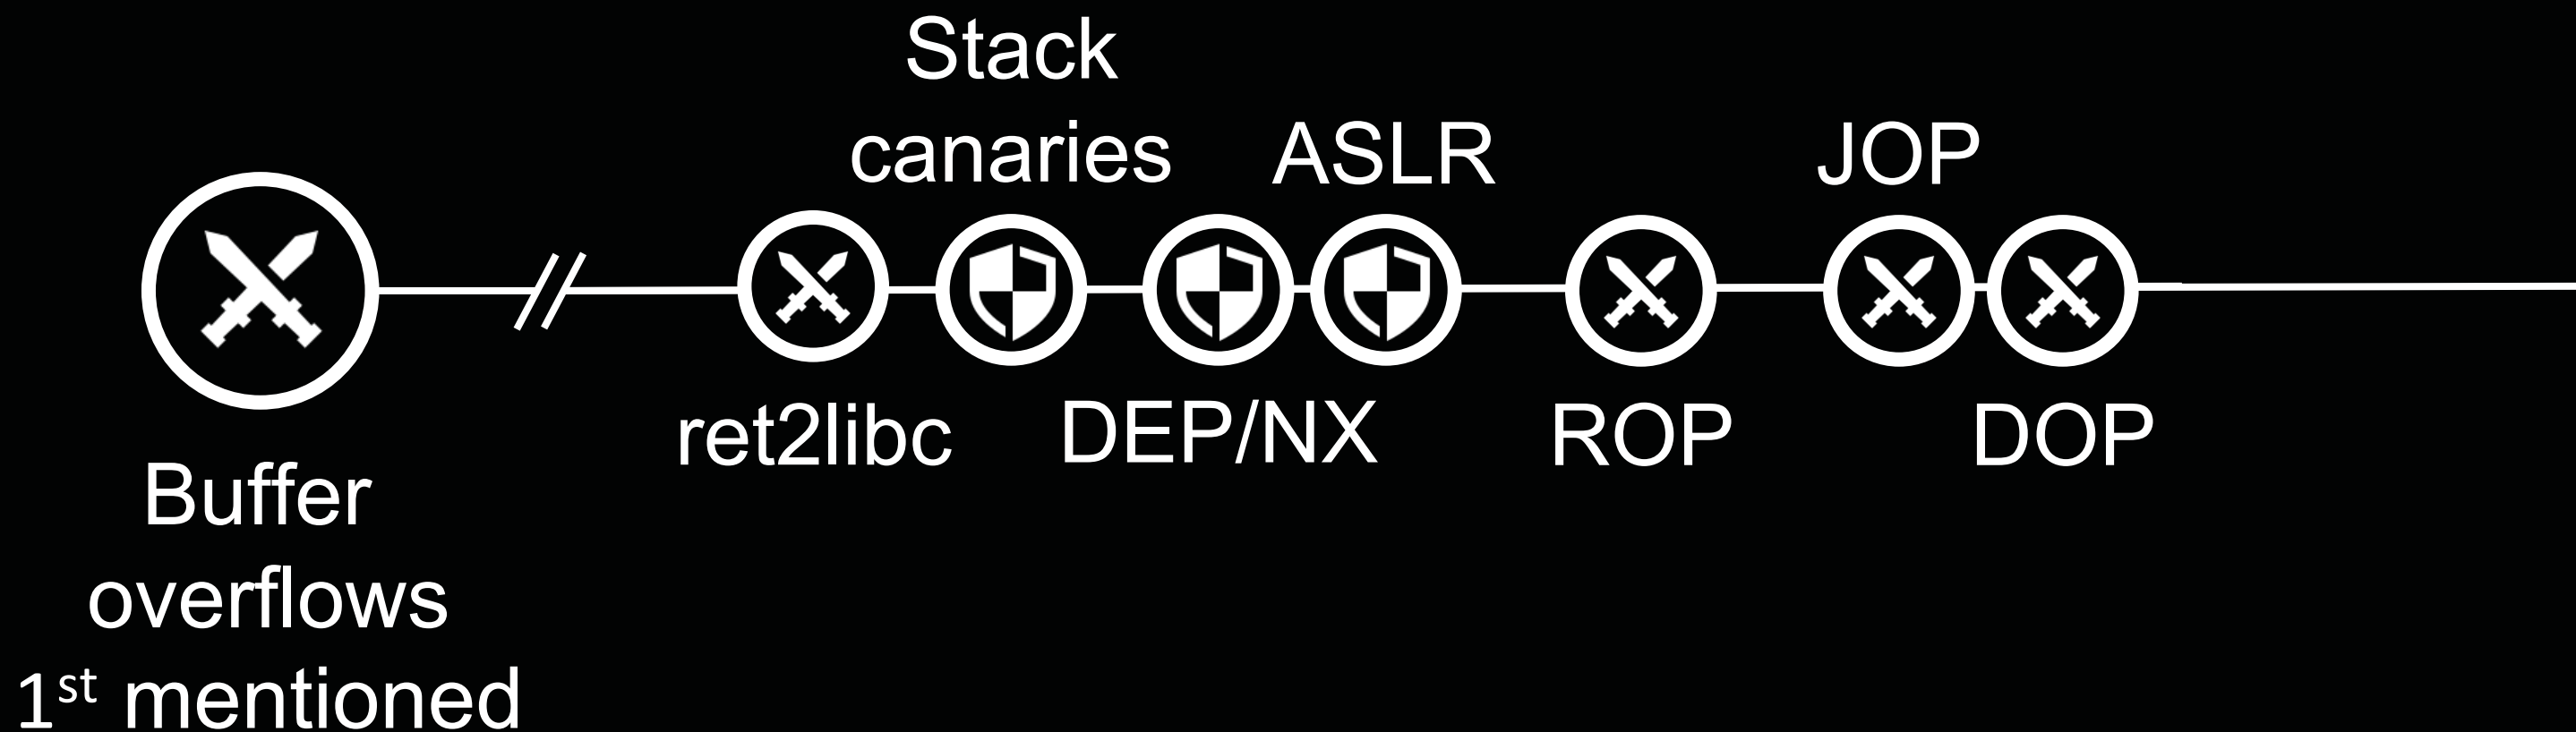 Stack
canaries
ASLR
JOP
ret2libc
DEP/NX
ROP
DOP
Buffer
overflows
1st mentioned